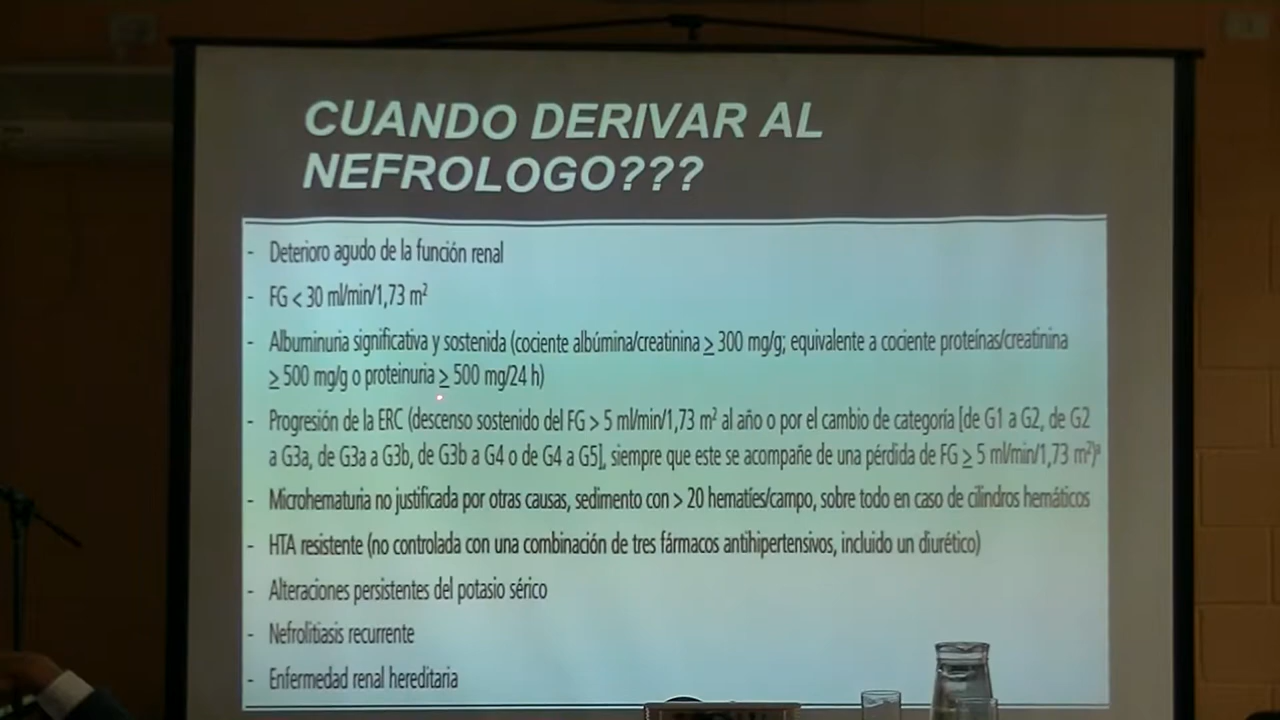 CUANDO DERIVAR AL
NEFROLOGO???
- Deterioro agudo de la función renal
- FG < 30 ml/min/1,73 m²
- Albuminuria significativa y sostenida (cociente albúmina/creatinina ≥ 300 mg/g; equivalente a cociente proteínas/creatinina
≥ 500 mg/g o proteinuria ≥ 500 mg/24 h)
- Progresión de la ERC (descenso sostenido del FG > 5 ml/min/1,73 m² al año o por el cambio de categoría [de G1 a G2, de G2
a G3a, de G3a a G3b, de G3b a G4 o de G4 a G5], siempre que este se acompañe de una pérdida de FG ≥ 5 ml/min/1,73 m²)ª
- Microhematuria no justificada por otras causas, sedimento con > 20 hematíes/campo, sobre todo en caso de cilindros hemáticos
- HTA resistente (no controlada con una combinación de tres fármacos antihipertensivos, incluido un diurético)
- Alteraciones persistentes del potasio sérico
- Nefrolitiasis recurrente
- Enfermedad renal hereditaria